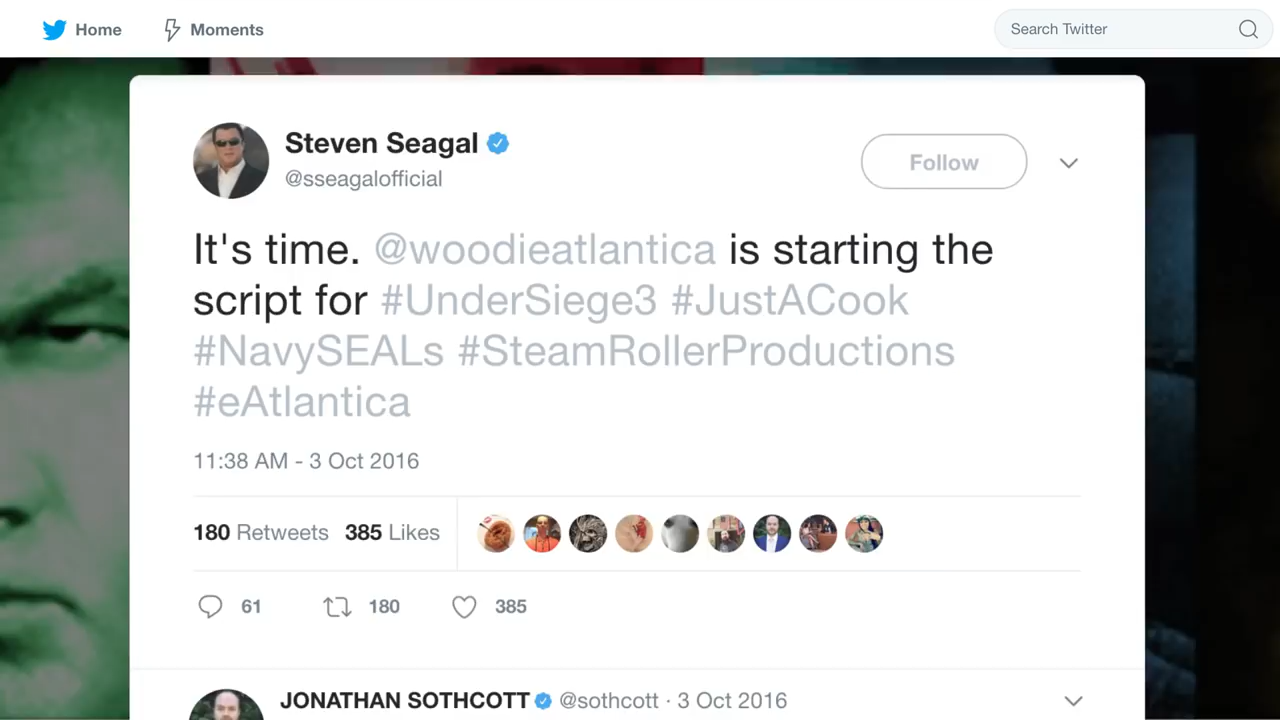 Home Moments Search Twitter
Steven Seagal
@sseagalofficial
Follow
It's time. @woodieatlantica is starting the
script for #UnderSiege3 #JustACook
#NavySEALs #SteamRollerProductions
#eAtlantica
11:38 AM - 3 Oct 2016
180 Retweets 385 Likes
61 180 385
JONATHAN SOTHCOTT @sothcott · 3 Oct 2016